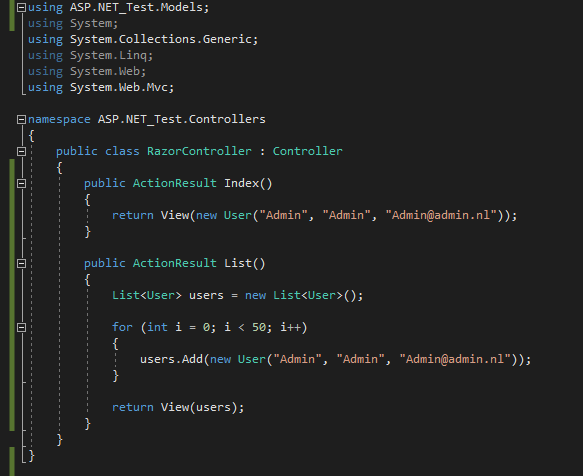 using ASP.NET_Test.Models;
using System;
using System.Collections.Generic;
using System.Linq;
using System.Web;
using System.Web.Mvc;
namespace ASP.NET_Test.Controllers
{
    public class RazorController : Controller
    {
        public ActionResult Index()
        {
            return View(new User("Admin", "Admin", "Admin@admin.nl"));
        }
        public ActionResult List()
        {
            List<User> users = new List<User>();
            for (int i = 0; i < 50; i++)
            {
                users.Add(new User("Admin", "Admin", "Admin@admin.nl"));
            }
            return View(users);
        }
    }
}